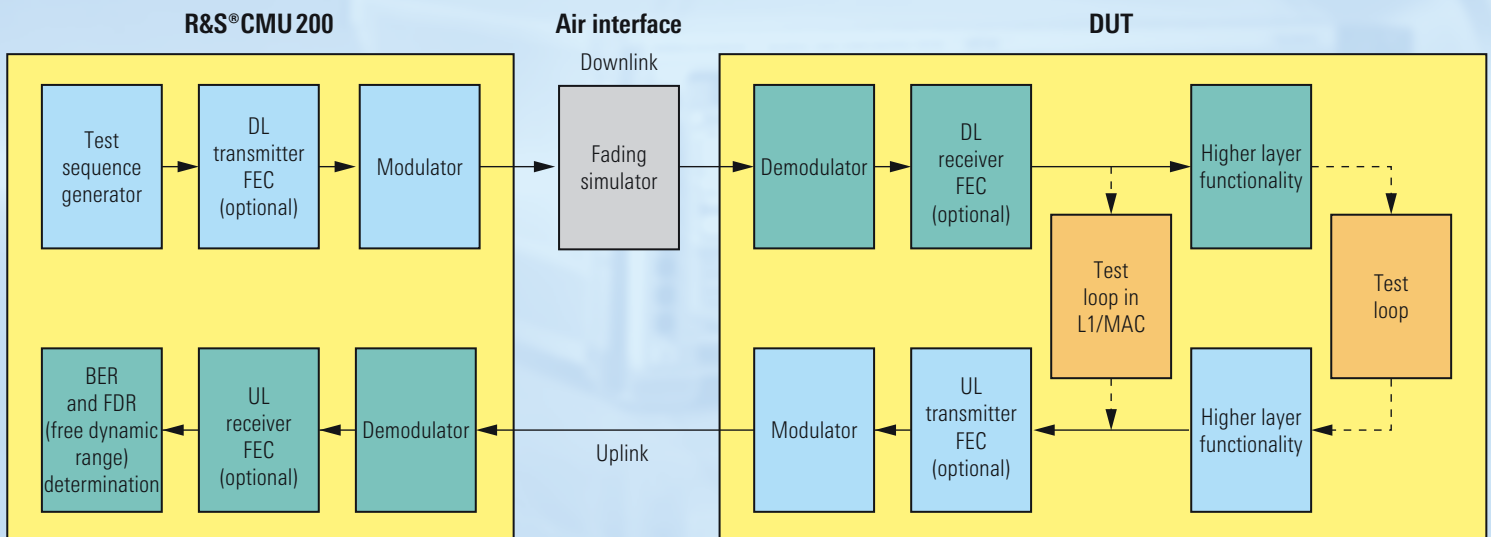 R&S®CMU 200
Air interface
DUT
Downlink
Test
sequence
generator
DL
transmitter
FEC
(optional)
Modulator
Fading
simulator
Demodulator
DL
receiver
FEC
(optional)
Higher layer
functionality
Test
loop in
L1/MAC
Test
loop
BER
and FDR
(free dynamic
range)
determination
UL
receiver
FEC
(optional)
Demodulator
Uplink
Modulator
UL
transmitter
FEC
(optional)
Higher layer
functionality